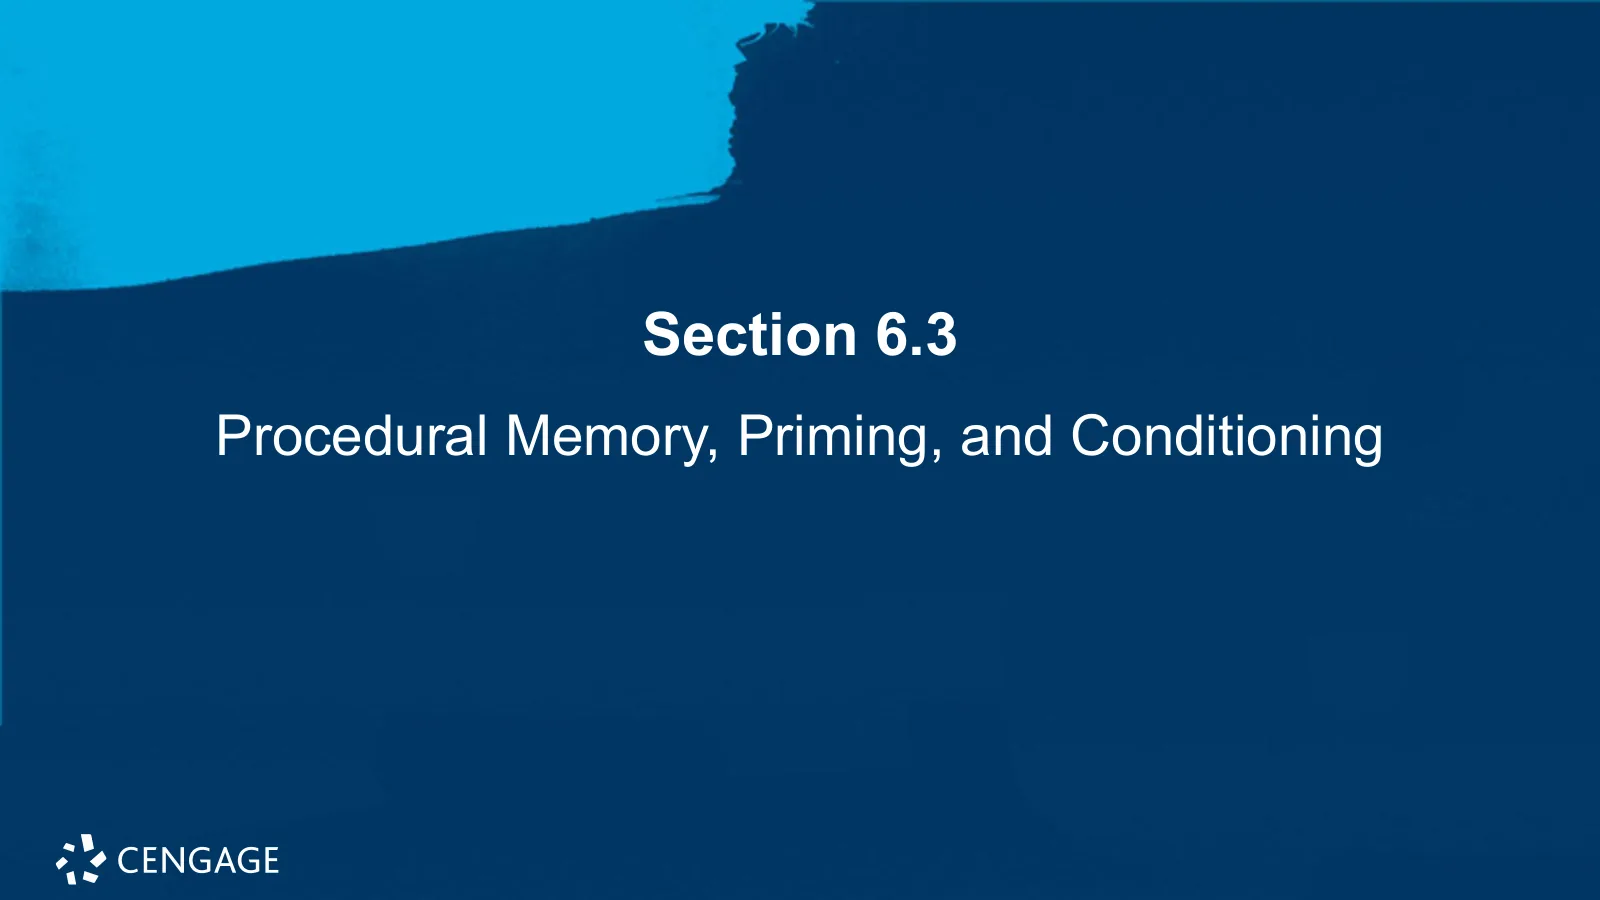 Section 6.3
Procedural Memory, Priming, and Conditioning
CENGAGE